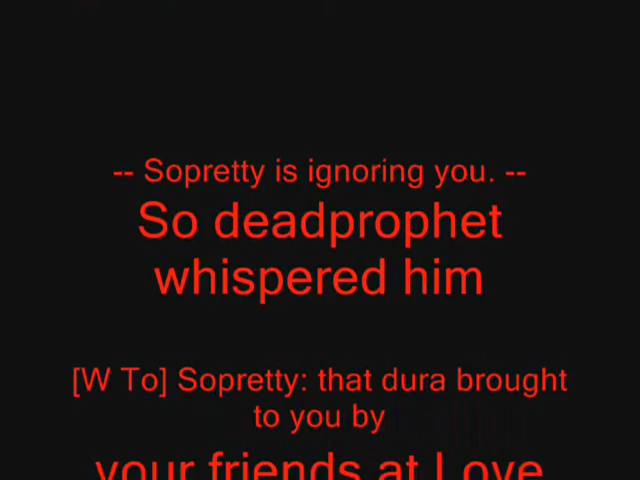 -- Sopretty is ignoring you. --
So deadprophet
whispered him
[W To] Sopretty: that dura brought
to you by
your friends at Love